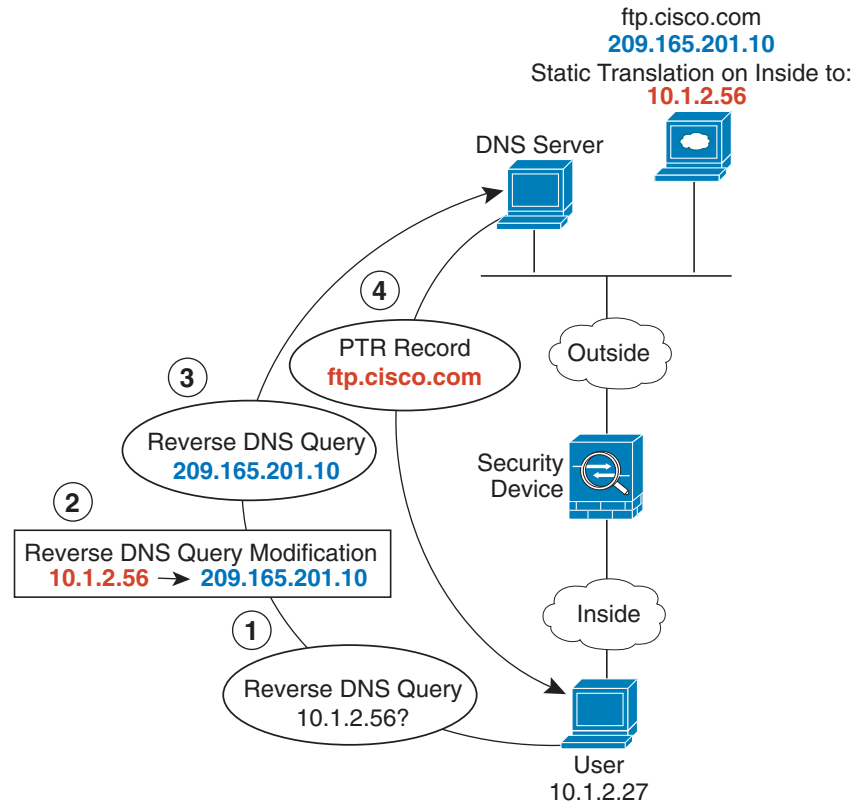 ftp.cisco.com
209.165.201.10
Static Translation on Inside to:
10.1.2.56
DNS Server
4
PTR Record
ftp.cisco.com
Outside
3
Reverse DNS Query
209.165.201.10
Security
Device
2
Reverse DNS Query Modification
10.1.2.56 → 209.165.201.10
Inside
1
Reverse DNS Query
10.1.2.56?
User
10.1.2.27